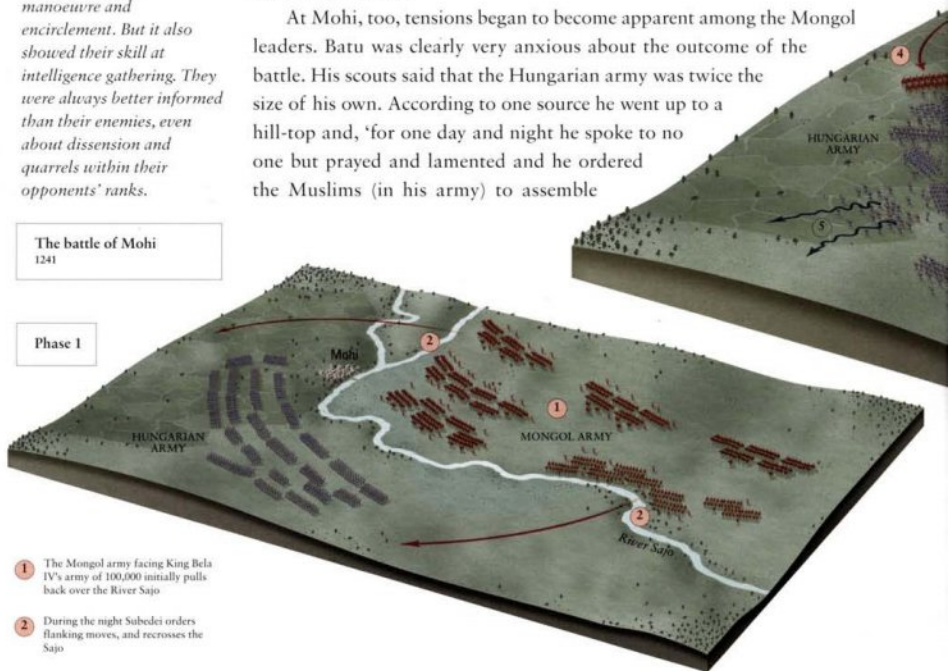 manoeuvre and
encirclement. But it also
showed their skill at
intelligence gathering. They
were always better informed
than their enemies, even
about dissension and
quarrels within their
opponents' ranks.
At Mohi, too, tensions began to become apparent among the Mongol
leaders. Batu was clearly very anxious about the outcome of the
battle. His scouts said that the Hungarian army was twice the
size of his own. According to one source he went up to a
hill-top and, 'for one day and night he spoke to no
one but prayed and lamented and he ordered
the Muslims (in his army) to assemble
4
HUNGARIAN
ARMY
5
The battle of Mohi
1241
Phase 1
2
Mohi
1
HUNGARIAN
ARMY
MONGOL ARMY
2
River Sajo
1 The Mongol army facing King Bela
IV's army of 100,000 initially pulls
back over the River Sajo
2 During the night Subedei orders
flanking moves, and recrosses the
Sajo